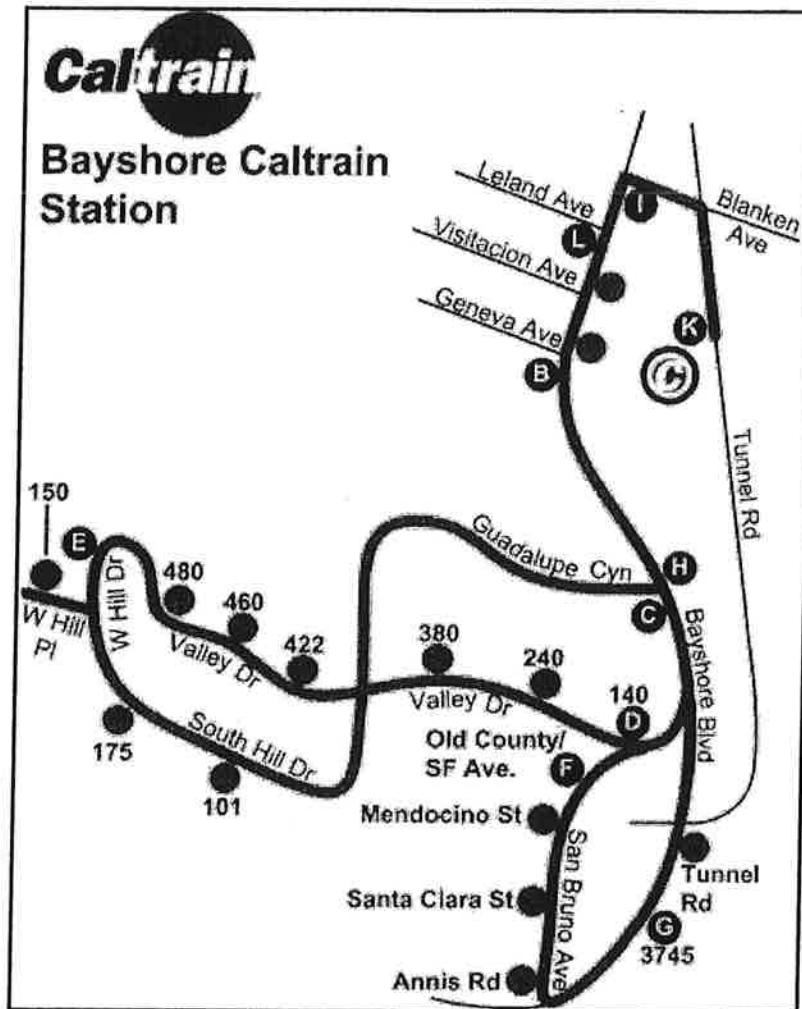 Caltrain
Bayshore Caltrain
Station
Leland Ave
I
Blanken
Ave
L
Visitacion Ave
Geneva Ave
K
B
C
Tunnel Rd
150
E
480
W Hill Dr
460
Guadalupe Cyn
H
C
W Hill
Pl
Valley Dr
422
380
240
Bayshore Blvd
Valley Dr
140
D
175
South Hill Dr
Old County/
SF Ave.
F
101
Mendocino St
San Bruno Ave
Tunnel
Rd
Santa Clara St
G
3745
Annis Rd